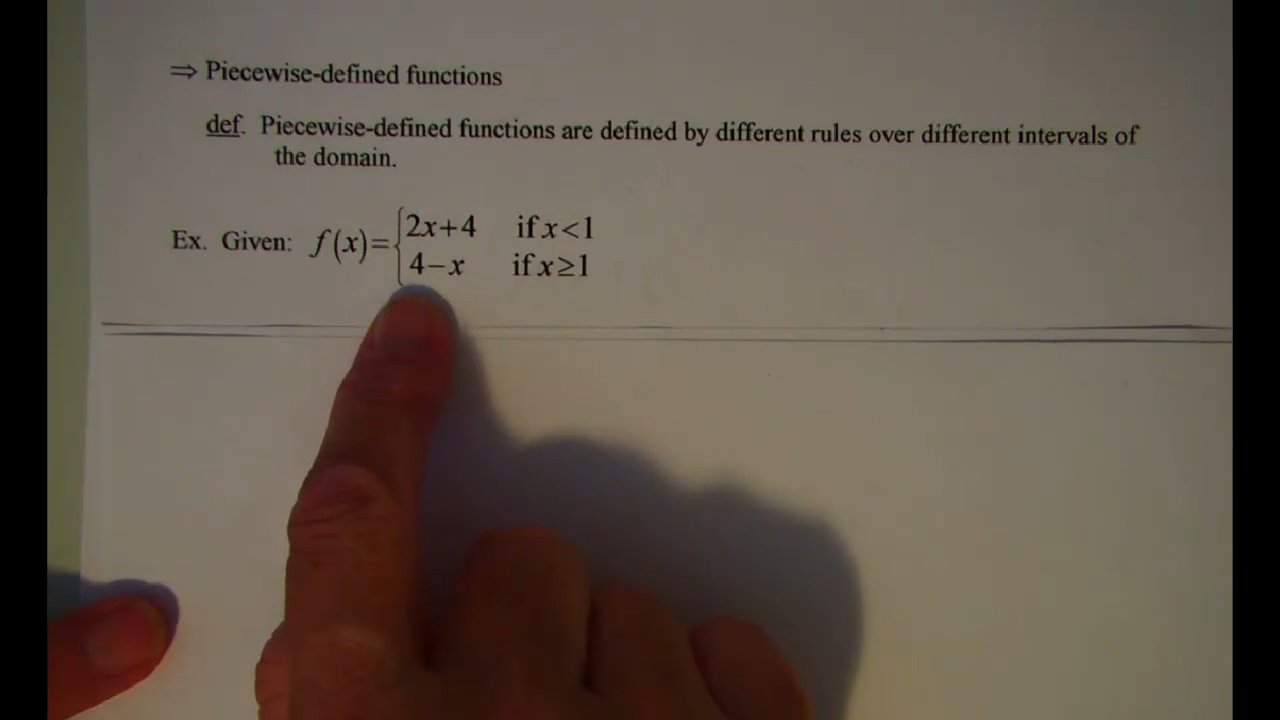 ⇒ Piecewise-defined functions
def. Piecewise-defined functions are defined by different rules over different intervals of
the domain.
Ex. Given: f(x)={2x+4 if x<1
4−x if x≥1